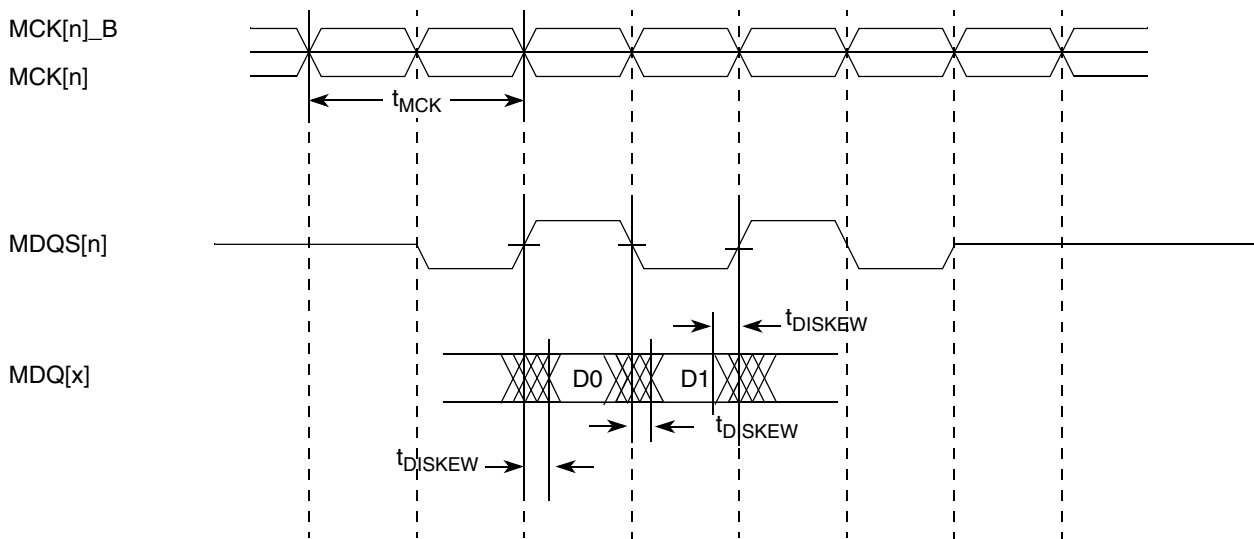 MCK[n]_B
MCK[n]
tMCK
MDQS[n]
tDISKEW
MDQ[x]
D0
D1
tDISKEW
tDISKEW